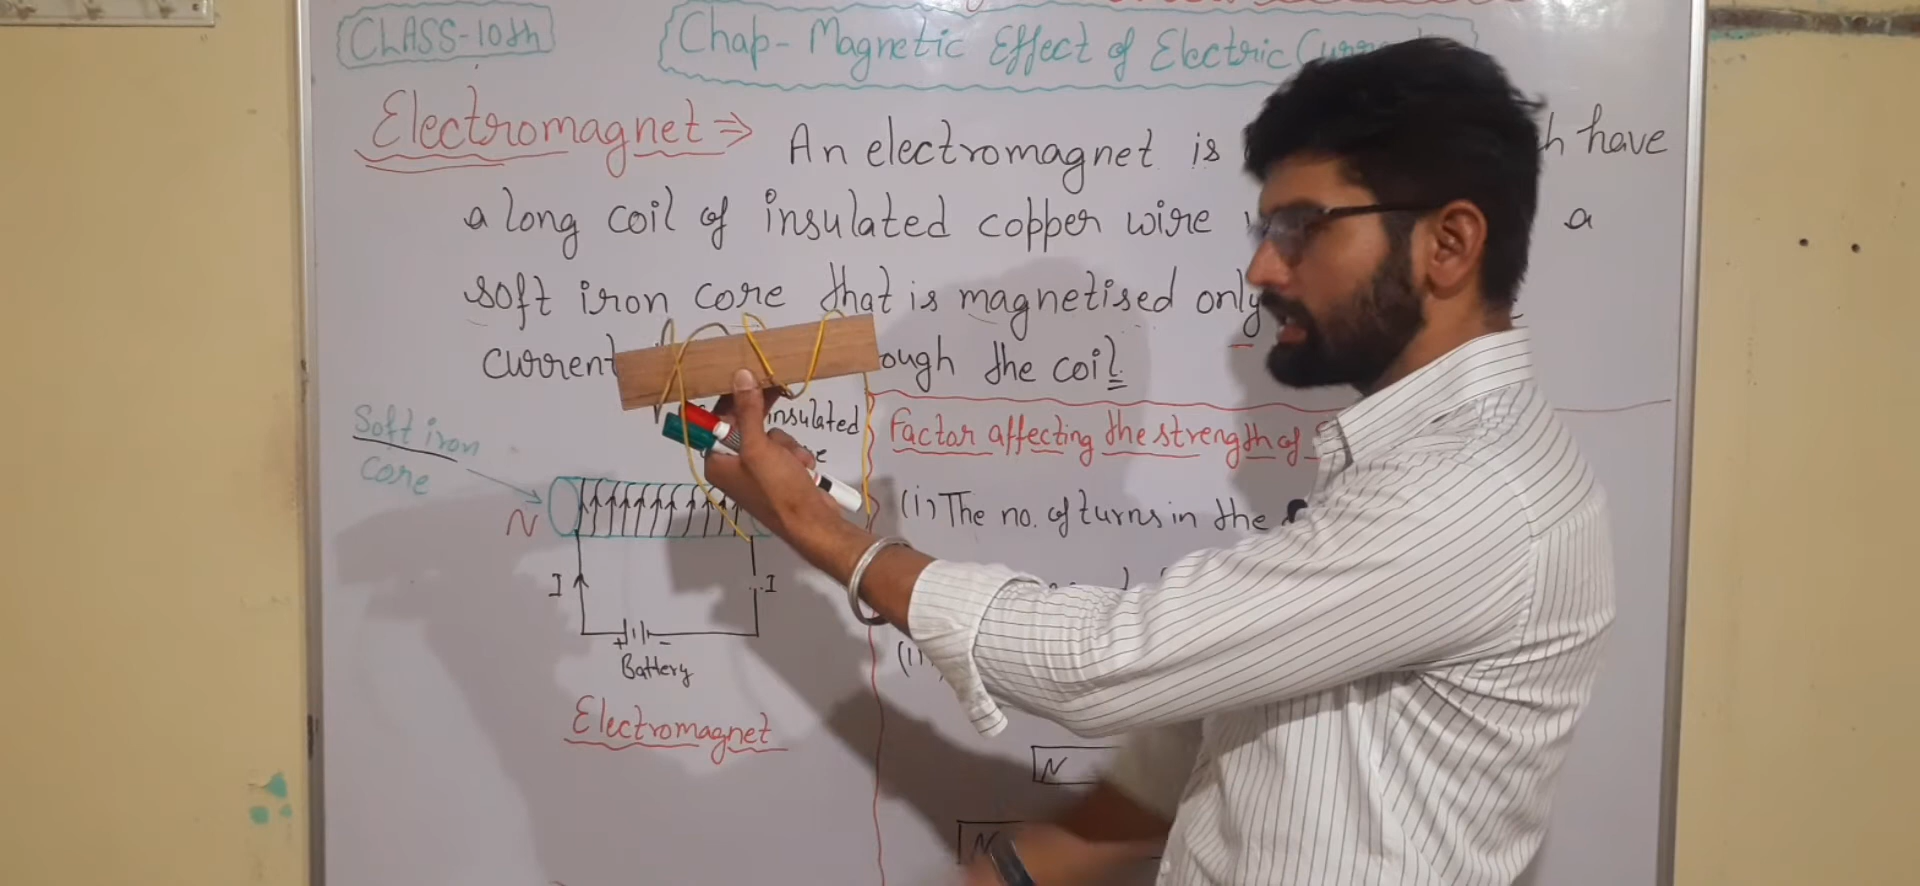 CLASS-10th
Chap- Magnetic Effect of Electric
Electromagnet ⇒ An electromagnet is have
a long coil of insulated copper wire a
soft iron core that is magnetised only
current ough the coil.
Soft iron
core
insulated
N
I
I
+ -
Battery
Electromagnet
Factor affecting the strength of
(i) The no. of turns in the
N
N